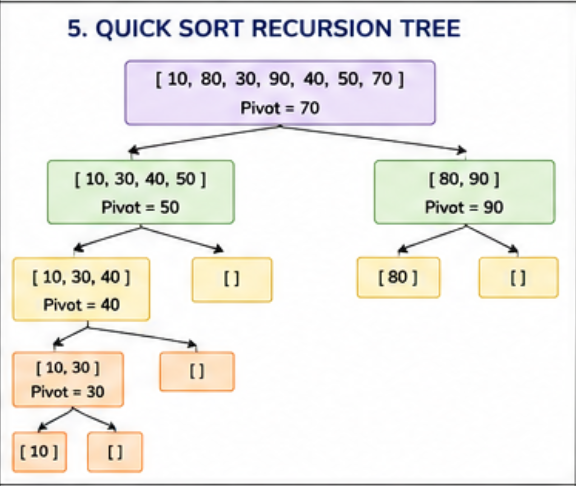 5. QUICK SORT RECURSION TREE
[ 10, 80, 30, 90, 40, 50, 70 ]
Pivot = 70
[ 10, 30, 40, 50 ]
Pivot = 50
[ 80, 90 ]
Pivot = 90
[ 10, 30, 40 ]
Pivot = 40
[ ]
[ 80 ]
[ ]
[ 10, 30 ]
Pivot = 30
[ ]
[ 10 ]
[ ]